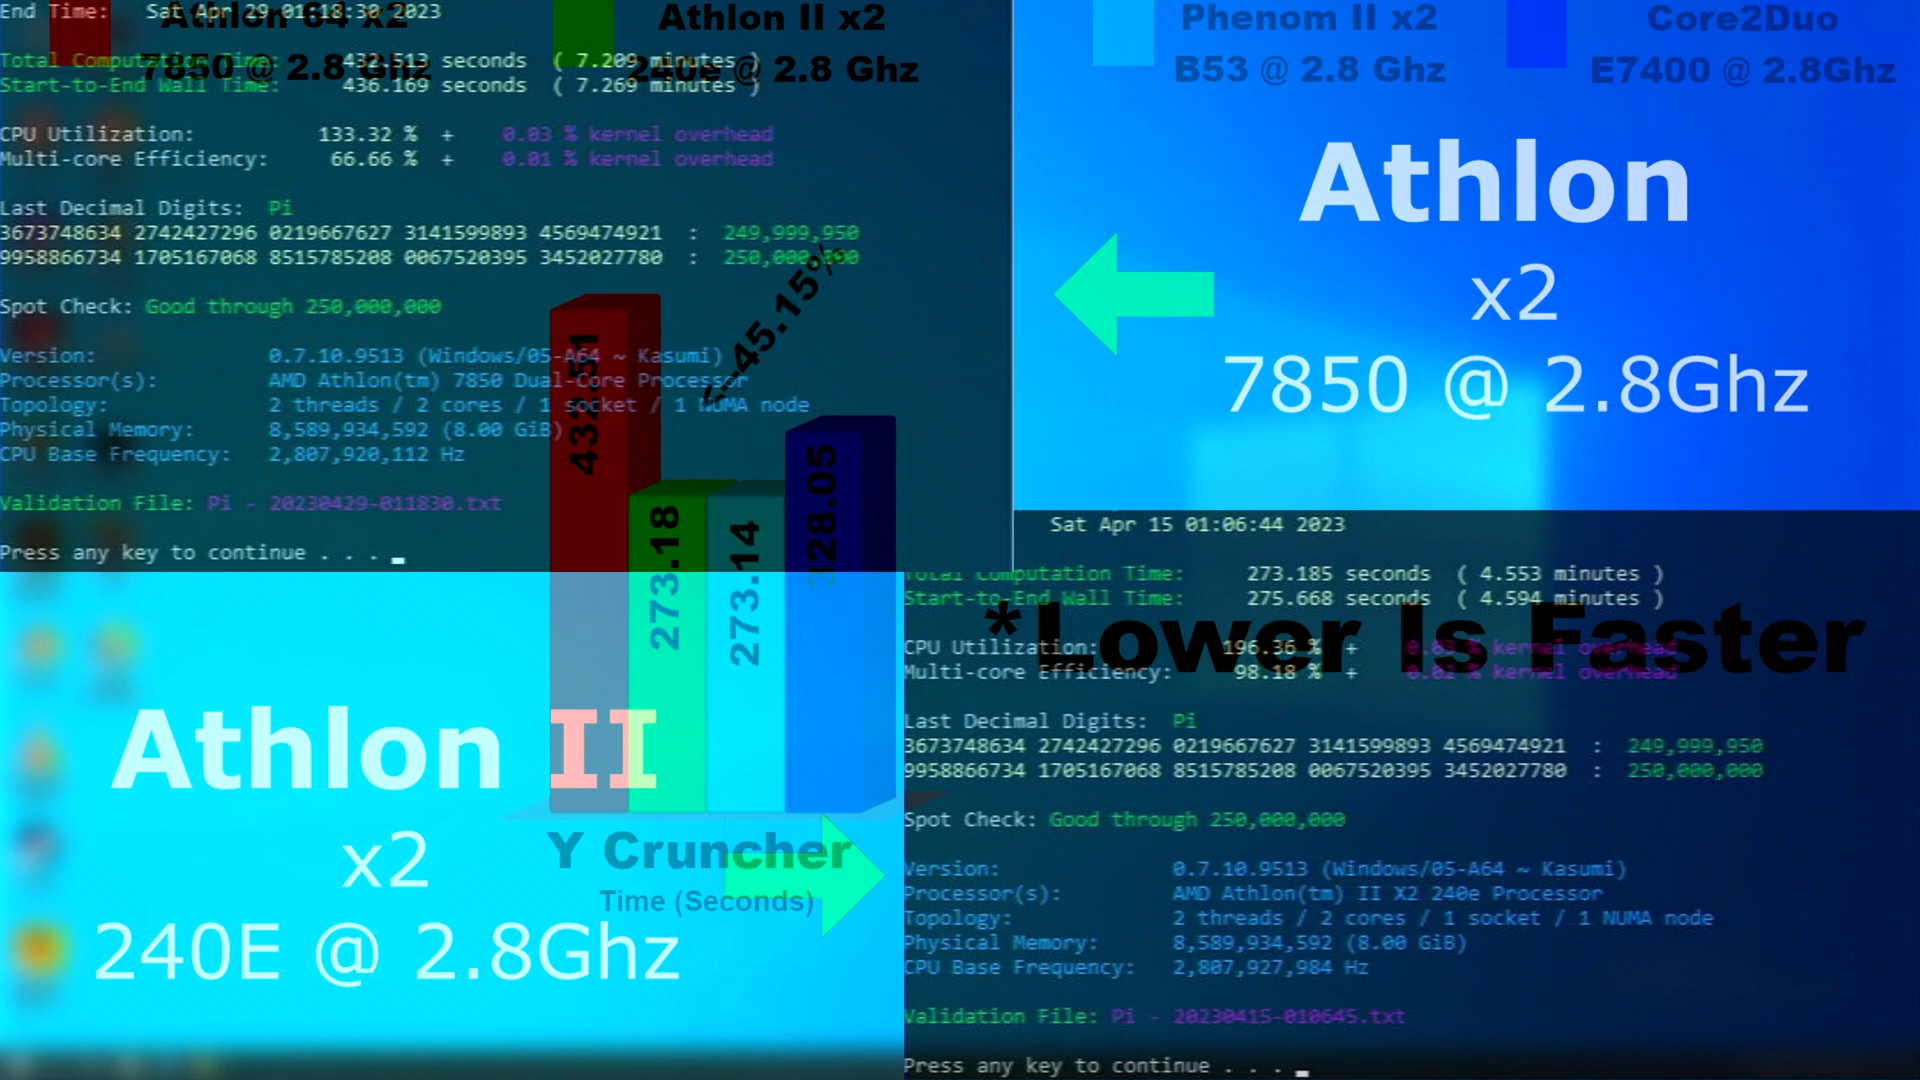 End Time: Sat Apr 29 01:18:30 2023
Total Computation Time: 432.513 seconds ( 7.209 minutes )
Start-to-End Wall Time: 436.169 seconds ( 7.269 minutes )
CPU Utilization: 133.32 % + 0.03 % kernel overhead
Multi-core Efficiency: 66.66 % + 0.01 % kernel overhead
Last Decimal Digits: Pi
3673748634 2742427296 0219667627 3141599893 4569474921 : 249,999,950
9958866734 1705167068 8515785208 0067520395 3452027780 : 250,000,000
Spot Check: Good through 250,000,000
Version: 0.7.10.9513 (Windows/05-A64 ~ Kasumi)
Processor(s): AMD Athlon(tm) 7850 Dual-Core Processor
Topology: 2 threads / 2 cores / 1 socket / 1 NUMA node
Physical Memory: 8,589,934,592 (8.00 GiB)
CPU Base Frequency: 2,807,920,112 Hz
Validation File: Pi - 20230429-011830.txt
Press any key to continue . . . _
Athlon 64 x2
7850 @ 2.8 Ghz
Athlon II x2
240e @ 2.8 Ghz
Phenom II x2
B53 @ 2.8 Ghz
Core2Duo
E7400 @ 2.8Ghz
Athlon
x2
7850 @ 2.8Ghz
<--45.15%
432.51
273.18
273.14
328.05
Y Cruncher
Time (Seconds)
*Lower Is Faster
Athlon II
x2
240E @ 2.8Ghz
Sat Apr 15 01:06:44 2023
Total Computation Time: 273.185 seconds ( 4.553 minutes )
Start-to-End Wall Time: 275.668 seconds ( 4.594 minutes )
CPU Utilization: 196.36 % + 0.03 % kernel overhead
Multi-core Efficiency: 98.18 % + 0.02 % kernel overhead
Last Decimal Digits: Pi
3673748634 2742427296 0219667627 3141599893 4569474921 : 249,999,950
9958866734 1705167068 8515785208 0067520395 3452027780 : 250,000,000
Spot Check: Good through 250,000,000
Version: 0.7.10.9513 (Windows/05-A64 ~ Kasumi)
Processor(s): AMD Athlon(tm) II X2 240e Processor
Topology: 2 threads / 2 cores / 1 socket / 1 NUMA node
Physical Memory: 8,589,934,592 (8.00 GiB)
CPU Base Frequency: 2,807,927,984 Hz
Validation File: Pi - 20230415-010645.txt
Press any key to continue . . . _